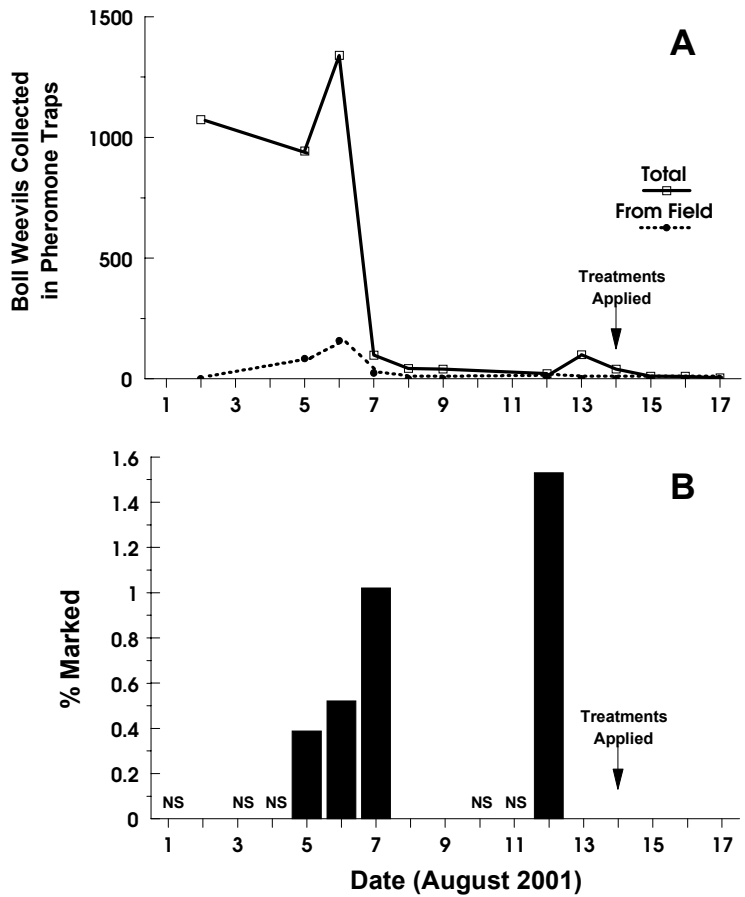 A
Boll Weevils Collected
in Pheromone Traps
1500
1000
500
0
Total
From Field
Treatments
Applied
1 3 5 7 9 11 13 15 17
B
% Marked
1.6
1.4
1.2
1
0.8
0.6
0.4
0.2
0
Treatments
Applied
NS NS NS NS NS
1 3 5 7 9 11 13 15 17
Date (August 2001)